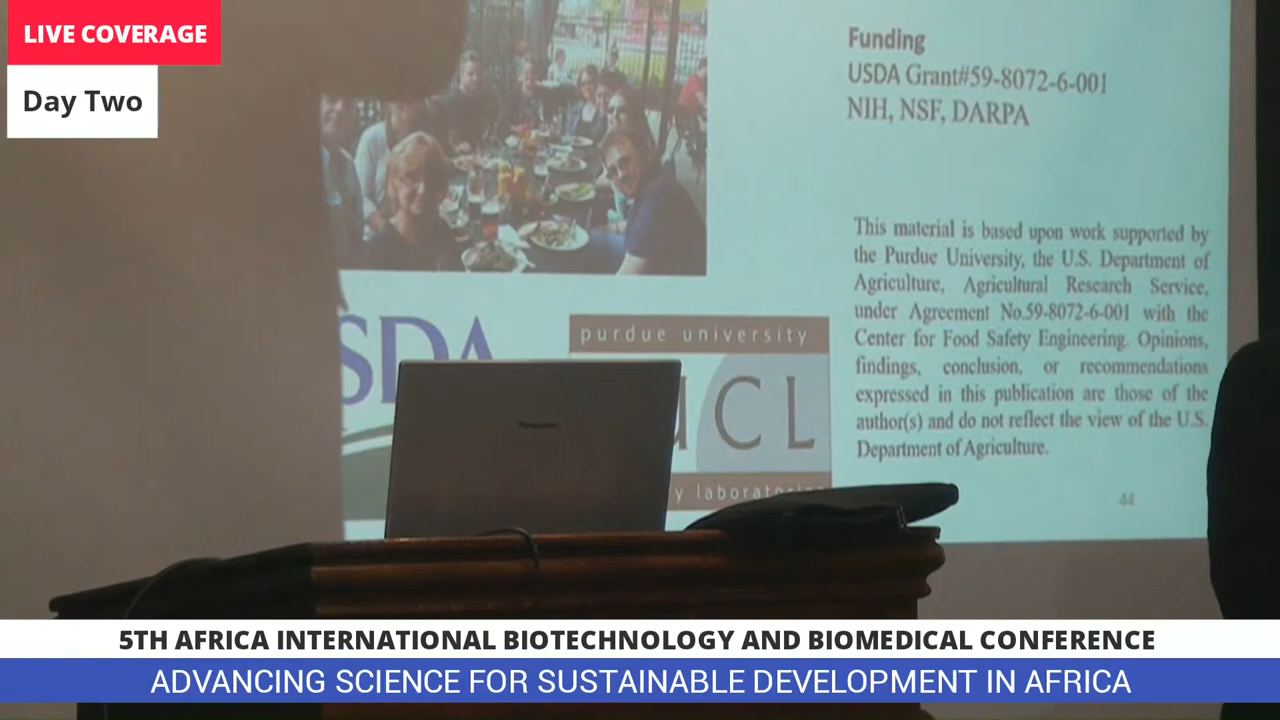 LIVE COVERAGE
Day Two
Funding
USDA Grant#59-8072-6-001
NIH, NSF, DARPA
This material is based upon work supported by
the Purdue University, the U.S. Department of
Agriculture, Agricultural Research Service,
under Agreement No.59-8072-6-001 with the
Center for Food Safety Engineering. Opinions,
findings, conclusion, or recommendations
expressed in this publication are those of the
author(s) and do not reflect the view of the U.S.
Department of Agriculture.
44
SDA
purdue university
CL
y laboratories
5TH AFRICA INTERNATIONAL BIOTECHNOLOGY AND BIOMEDICAL CONFERENCE
ADVANCING SCIENCE FOR SUSTAINABLE DEVELOPMENT IN AFRICA